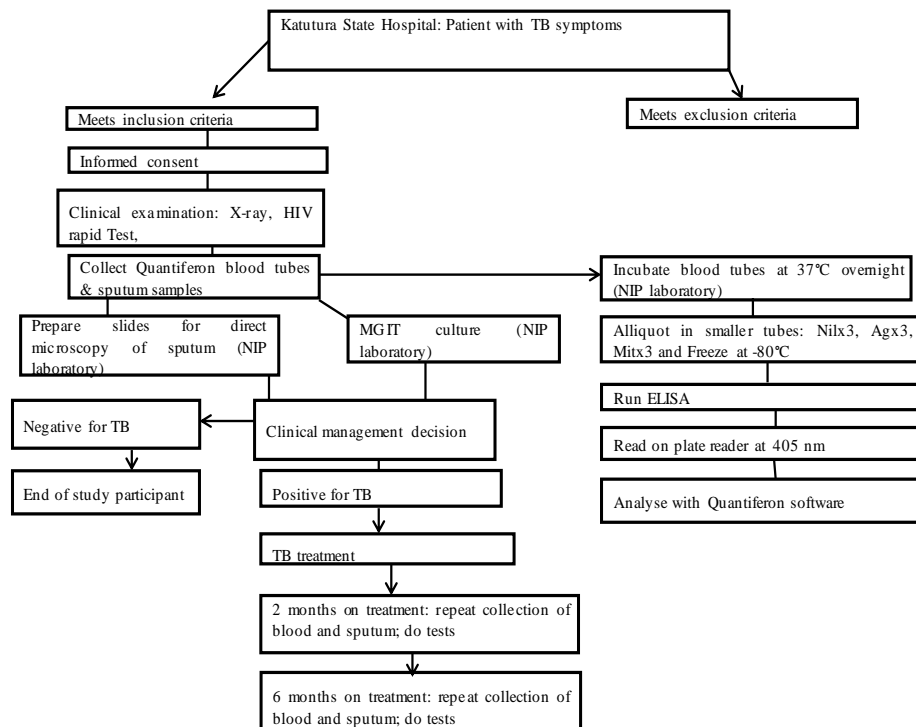 Katutura State Hospital: Patient with TB symptoms
Meets inclusion criteria
Meets exclusion criteria
Informed consent
Clinical examination: X-ray, HIV
rapid Test,
Collect Quantiferon blood tubes
& sputum samples
Incubate blood tubes at 37℃ overnight
(NIP laboratory)
Prepare slides for direct
microscopy of sputum (NIP
laboratory)
MGIT culture (NIP
laboratory)
Alliquot in smaller tubes: Nilx3, Agx3,
Mitx3 and Freeze at -80℃
Run ELISA
Negative for TB
Clinical management decision
Read on plate reader at 405 nm
End of study participant
Positive for TB
Analyse with Quantiferon software
TB treatment
2 months on treatment: repeat collection of
blood and sputum; do tests
6 months on treatment: repeat collection of
blood and sputum; do tests